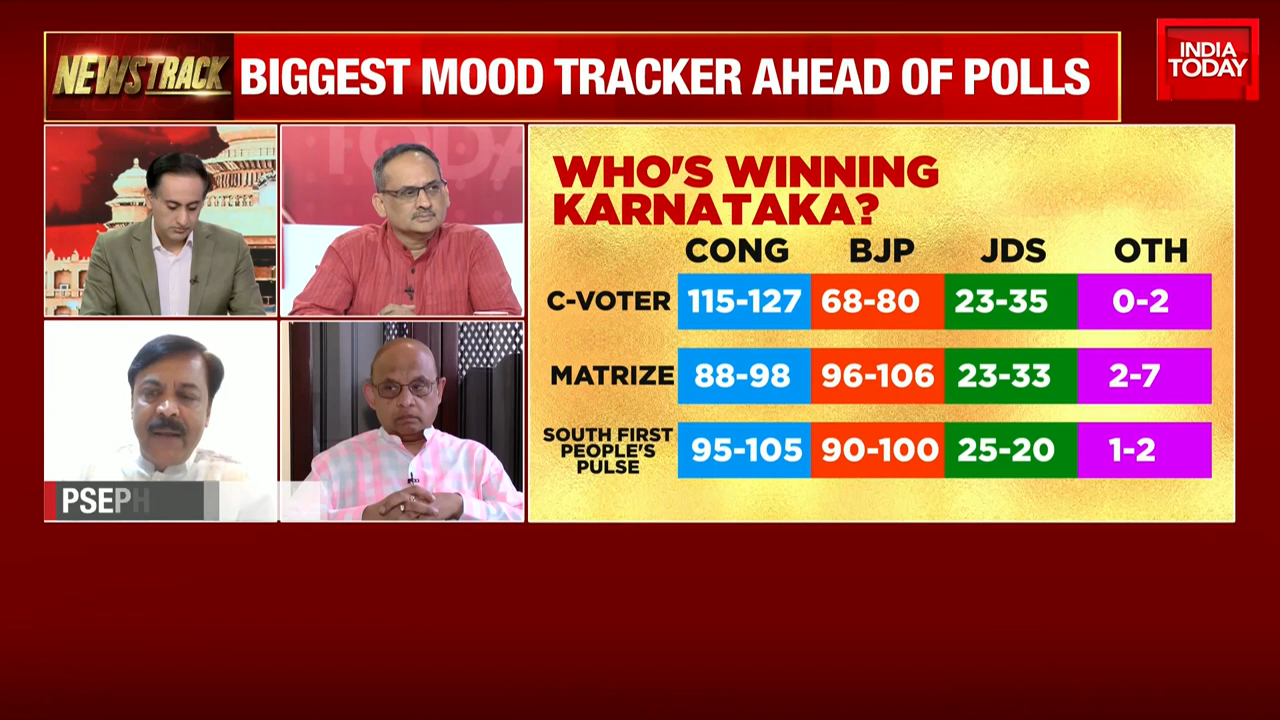 NEWSTRACK
BIGGEST MOOD TRACKER AHEAD OF POLLS
INDIA
TODAY
WHO'S WINNING
KARNATAKA?
CONG BJP JDS OTH
C-VOTER 115-127 68-80 23-35 0-2
MATRIZE 88-98 96-106 23-33 2-7
SOUTH FIRST
PEOPLE'S
PULSE
95-105 90-100 25-20 1-2
PSEPH